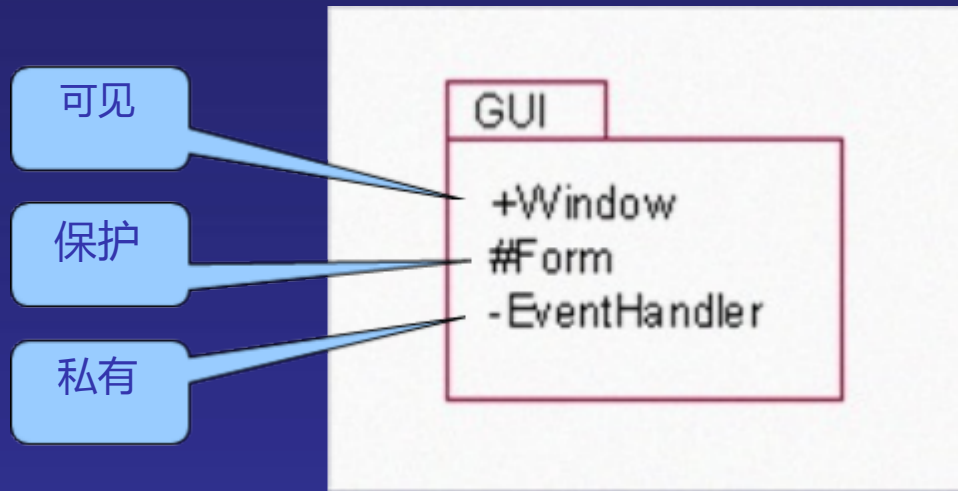 可见
保护
私有
GUI
+Window
#Form
-EventHandler